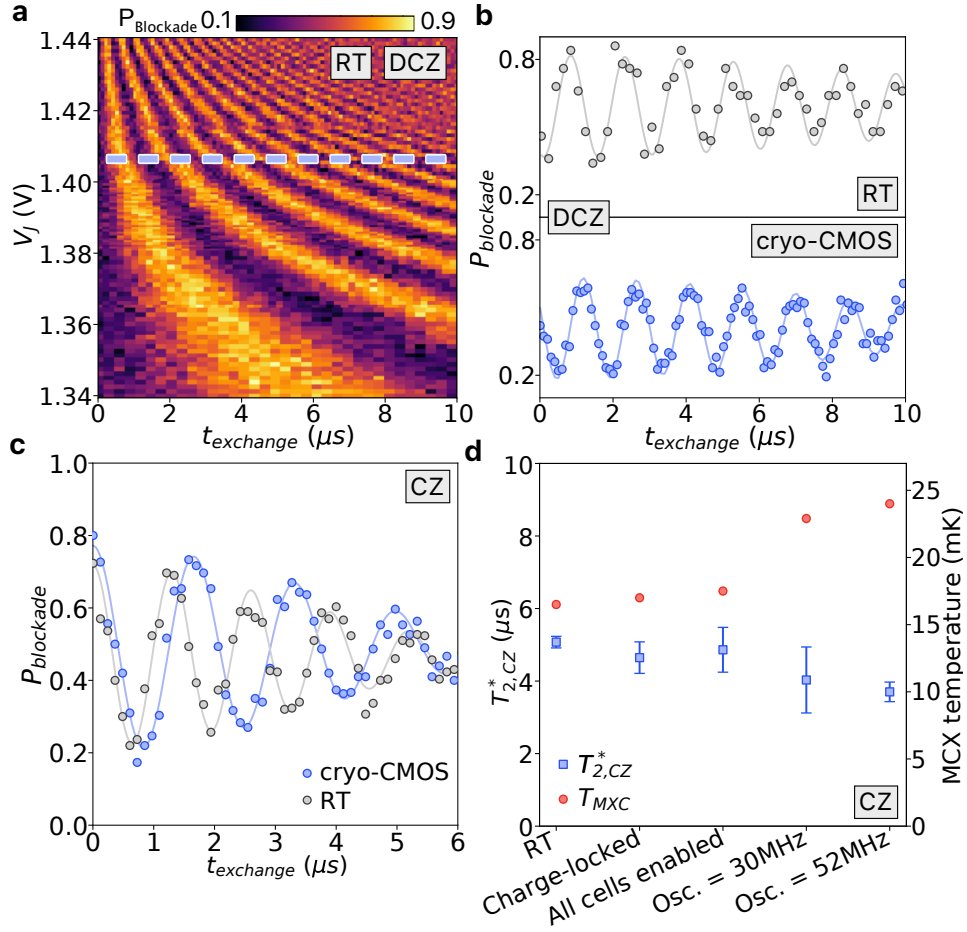 a
P_Blockade 0.1 0.9
RT DCZ
V_J (V)
1.44
1.42
1.40
1.38
1.36
1.34
0 2 4 6 8 10
t_exchange (μs)
b
P_blockade
0.8
0.2
RT
DCZ
0.8
cryo-CMOS
0.2
0 2 4 6 8 10
t_exchange (μs)
c
CZ
P_blockade
1.0
0.8
0.6
0.4
0.2
0.0
cryo-CMOS
RT
0 1 2 3 4 5 6
t_exchange (μs)
d
T*_2,CZ (μs)
10
8
6
4
2
0
T*_2,CZ
T_MXC
CZ
25
20
15
10
5
0
MCX temperature (mK)
RT
Charge-locked
All cells enabled
Osc. = 30MHz
Osc. = 52MHz